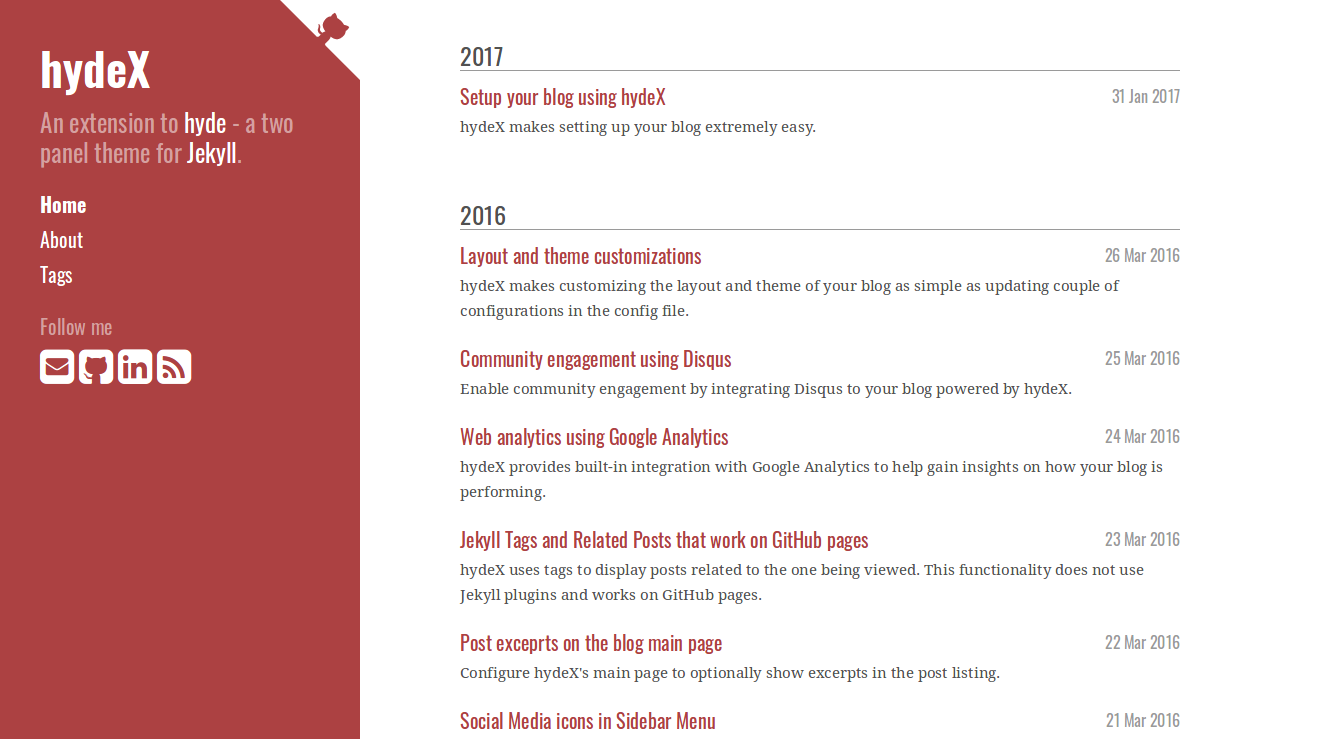 hydeX
An extension to hyde - a two
panel theme for Jekyll.
Home
About
Tags
Follow me
in
2017
Setup your blog using hydeX 31 Jan 2017
hydeX makes setting up your blog extremely easy.
2016
Layout and theme customizations 26 Mar 2016
hydeX makes customizing the layout and theme of your blog as simple as updating couple of
configurations in the config file.
Community engagement using Disqus 25 Mar 2016
Enable community engagement by integrating Disqus to your blog powered by hydeX.
Web analytics using Google Analytics 24 Mar 2016
hydeX provides built-in integration with Google Analytics to help gain insights on how your blog is
performing.
Jekyll Tags and Related Posts that work on GitHub pages 23 Mar 2016
hydeX uses tags to display posts related to the one being viewed. This functionality does not use
Jekyll plugins and works on GitHub pages.
Post exceprts on the blog main page 22 Mar 2016
Configure hydeX's main page to optionally show excerpts in the post listing.
Social Media icons in Sidebar Menu 21 Mar 2016